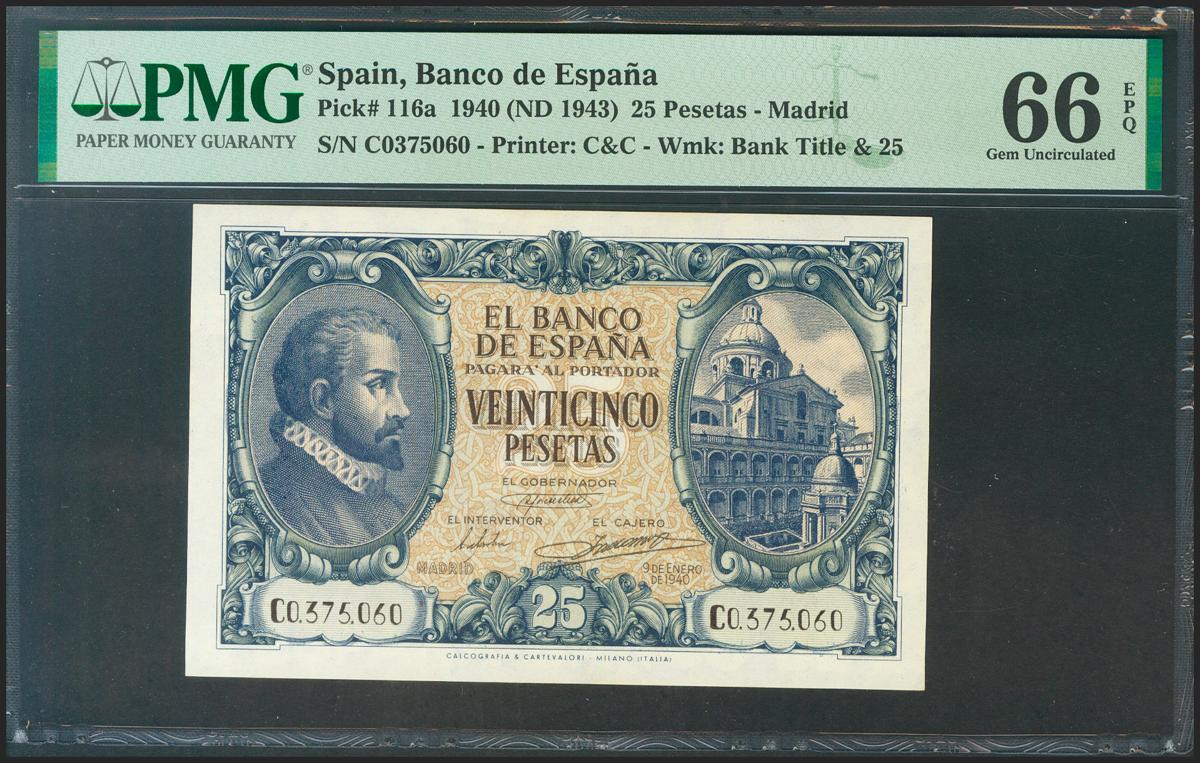 PMG®
PAPER MONEY GUARANTY
Spain, Banco de España
Pick# 116a 1940 (ND 1943) 25 Pesetas - Madrid
S/N C0375060 - Printer: C&C - Wmk: Bank Title & 25
66
EPQ
Gem Uncirculated
EL BANCO
DE ESPAÑA
PAGARA' AL PORTADOR
25
VEINTICINCO
PESETAS
EL GOBERNADOR
EL INTERVENTOR
EL CAJERO
MADRID
9 DE ENERO
DE 1940
C0.375.060
25
C0.375.060
CALCOGRAFIA & CARTEVALORI - MILANO (ITALIA)